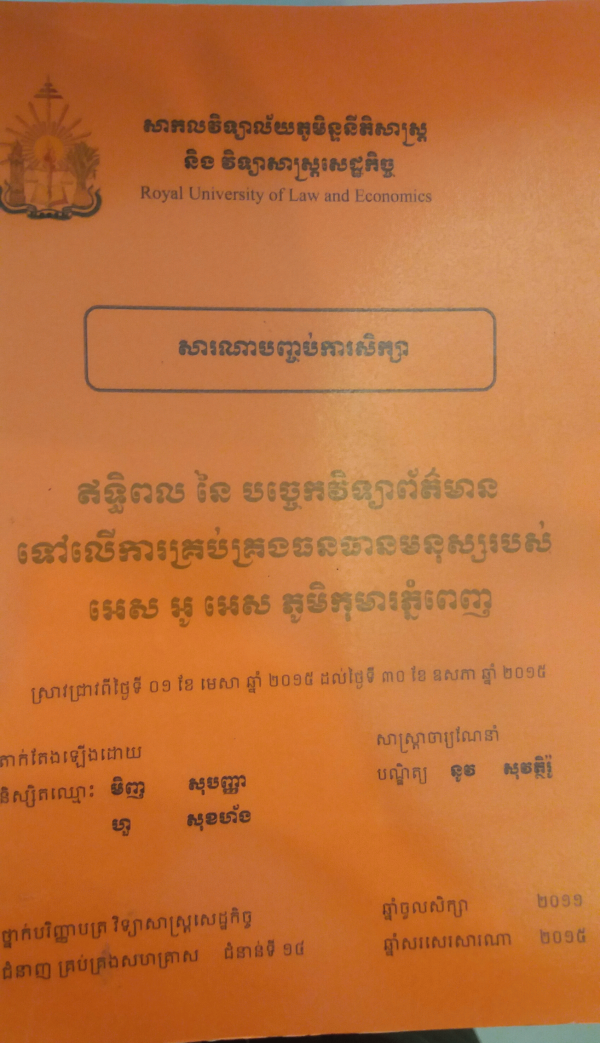 សាកលវិទ្យាល័យភូមិន្ទនីតិសាស្ត្រ
និង វិទ្យាសាស្ត្រសេដ្ឋកិច្ច
Royal University of Law and Economics
សារណាបញ្ចប់ការសិក្សា
ឥទ្ធិពល នៃ បច្ចេកវិទ្យាព័ត៌មាន
ទៅលើការគ្រប់គ្រងធនធានមនុស្សរបស់
អេស អូ អេស ភូមិកុមារភ្នំពេញ
ស្រាវជ្រាវពីថ្ងៃទី ០១ ខែ មេសា ឆ្នាំ ២០១៥ ដល់ថ្ងៃទី ៣០ ខែ ឧសភា ឆ្នាំ ២០១៥
តាក់តែងឡើងដោយ
និស្សិតឈ្មោះ មិញ សុបញ្ញា
ហួ សុខហ័ង
សាស្ត្រាចារ្យណែនាំ
បណ្ឌិត្យ នូវ សុវត្ថិរ៉ូ
ថ្នាក់បរិញ្ញាបត្រ វិទ្យាសាស្ត្រសេដ្ឋកិច្ច
ជំនាញ គ្រប់គ្រងសហគ្រាស ជំនាន់ទី ១៤
ឆ្នាំចូលសិក្សា ២០១១
ឆ្នាំសរសេរសារណា ២០១៥